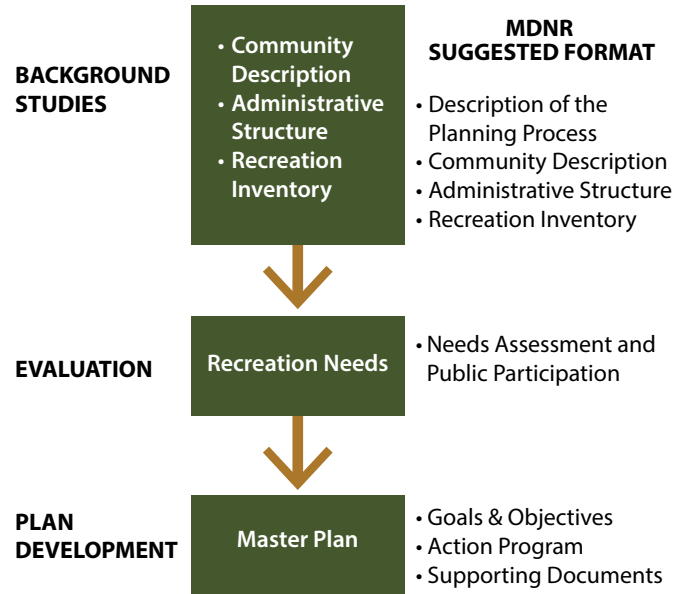 BACKGROUND
STUDIES
• Community
Description
• Administrative
Structure
• Recreation
Inventory
MDNR
SUGGESTED FORMAT
• Description of the
Planning Process
• Community Description
• Administrative Structure
• Recreation Inventory
EVALUATION
Recreation Needs
• Needs Assessment and
Public Participation
PLAN
DEVELOPMENT
Master Plan
• Goals & Objectives
• Action Program
• Supporting Documents